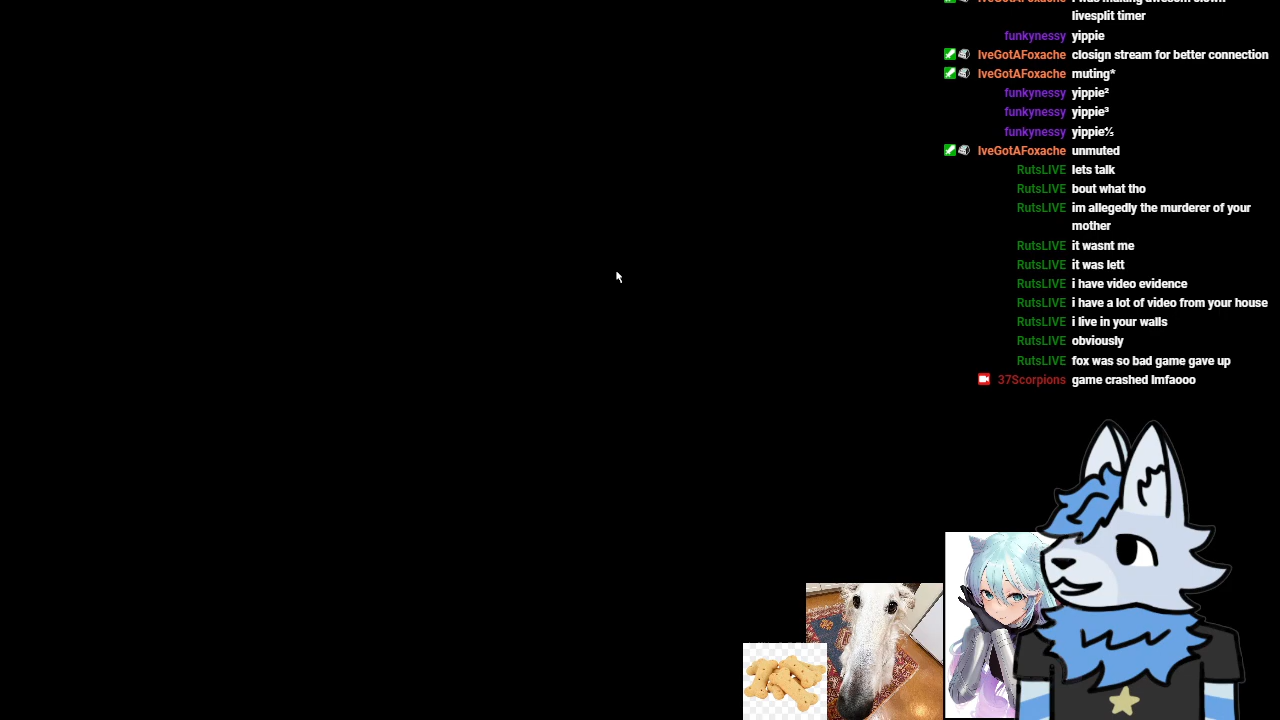 livesplit timer
funkynessy yippie
IveGotAFoxache closign stream for better connection
IveGotAFoxache muting*
funkynessy yippie²
funkynessy yippie³
funkynessy yippie⅘
IveGotAFoxache unmuted
RutsLIVE lets talk
RutsLIVE bout what tho
RutsLIVE im allegedly the murderer of your
mother
RutsLIVE it wasnt me
RutsLIVE it was lett
RutsLIVE i have video evidence
RutsLIVE i have a lot of video from your house
RutsLIVE i live in your walls
RutsLIVE obviously
RutsLIVE fox was so bad game gave up
37Scorpions game crashed lmfaooo